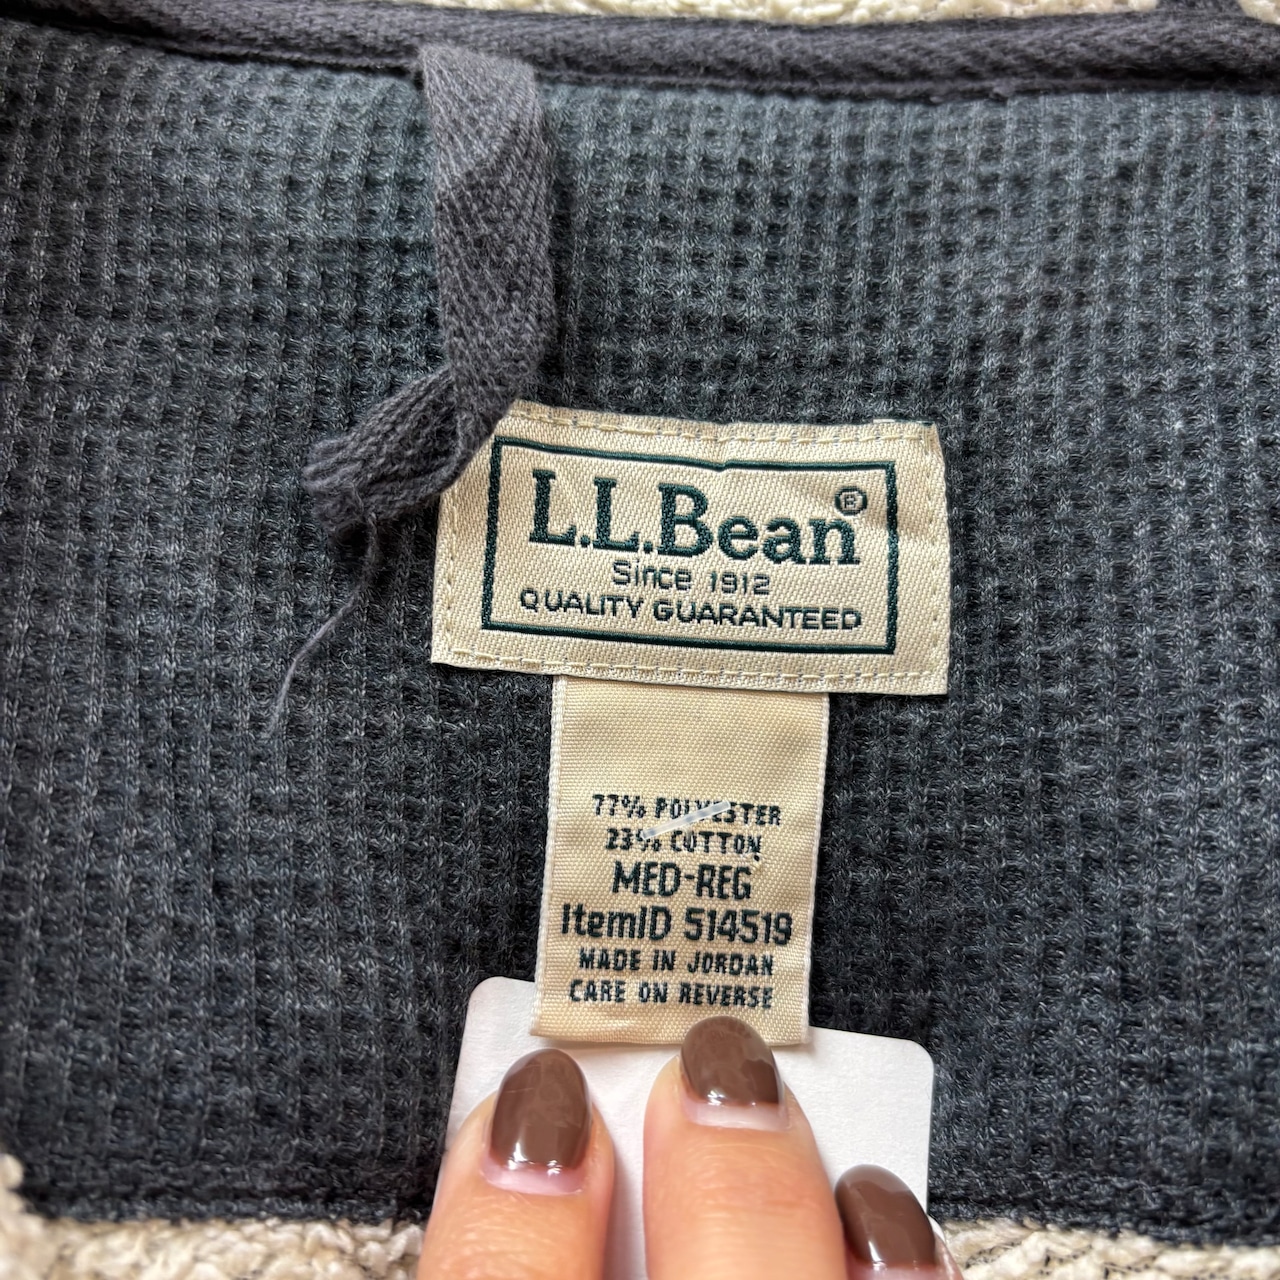 L.L.Bean®
Since 1912
QUALITY GUARANTEED
77% POLYESTER
23% COTTON
MED-REG
ItemID 514519
MADE IN JORDAN
CARE ON REVERSE